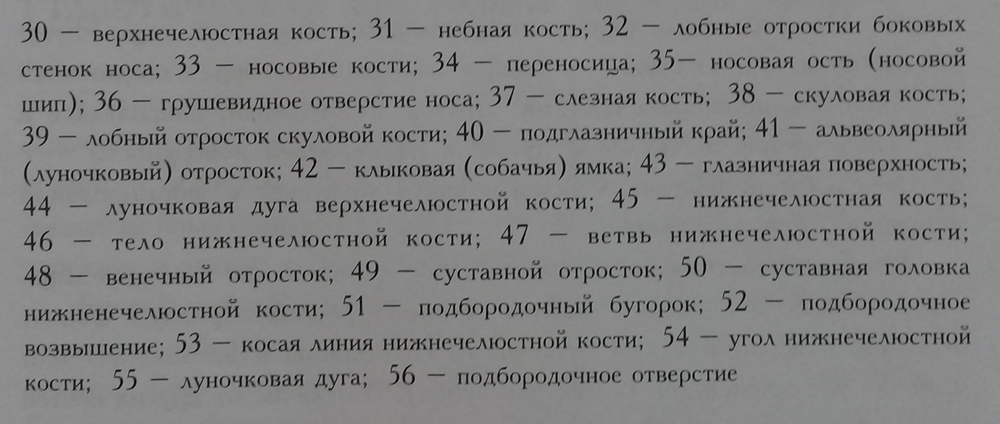 30 — верхнечелюстная кость; 31 — небная кость; 32 — лобные отростки боковых
стенок носа; 33 — носовые кости; 34 — переносица; 35— носовая ость (носовой
шип); 36 — грушевидное отверстие носа; 37 — слезная кость; 38 — скуловая кость;
39 — лобный отросток скуловой кости; 40 — подглазничный край; 41 — альвеолярный
(луночковый) отросток; 42 — клыковая (собачья) ямка; 43 — глазничная поверхность;
44 — луночковая дуга верхнечелюстной кости; 45 — нижнечелюстная кость;
46 — тело нижнечелюстной кости; 47 — ветвь нижнечелюстной кости;
48 — венечный отросток; 49 — суставной отросток; 50 — суставная головка
нижненечелюстной кости; 51 — подбородочный бугорок; 52 — подбородочное
возвышение; 53 — косая линия нижнечелюстной кости; 54 — угол нижнечелюстной
кости; 55 — луночковая дуга; 56 — подбородочное отверстие